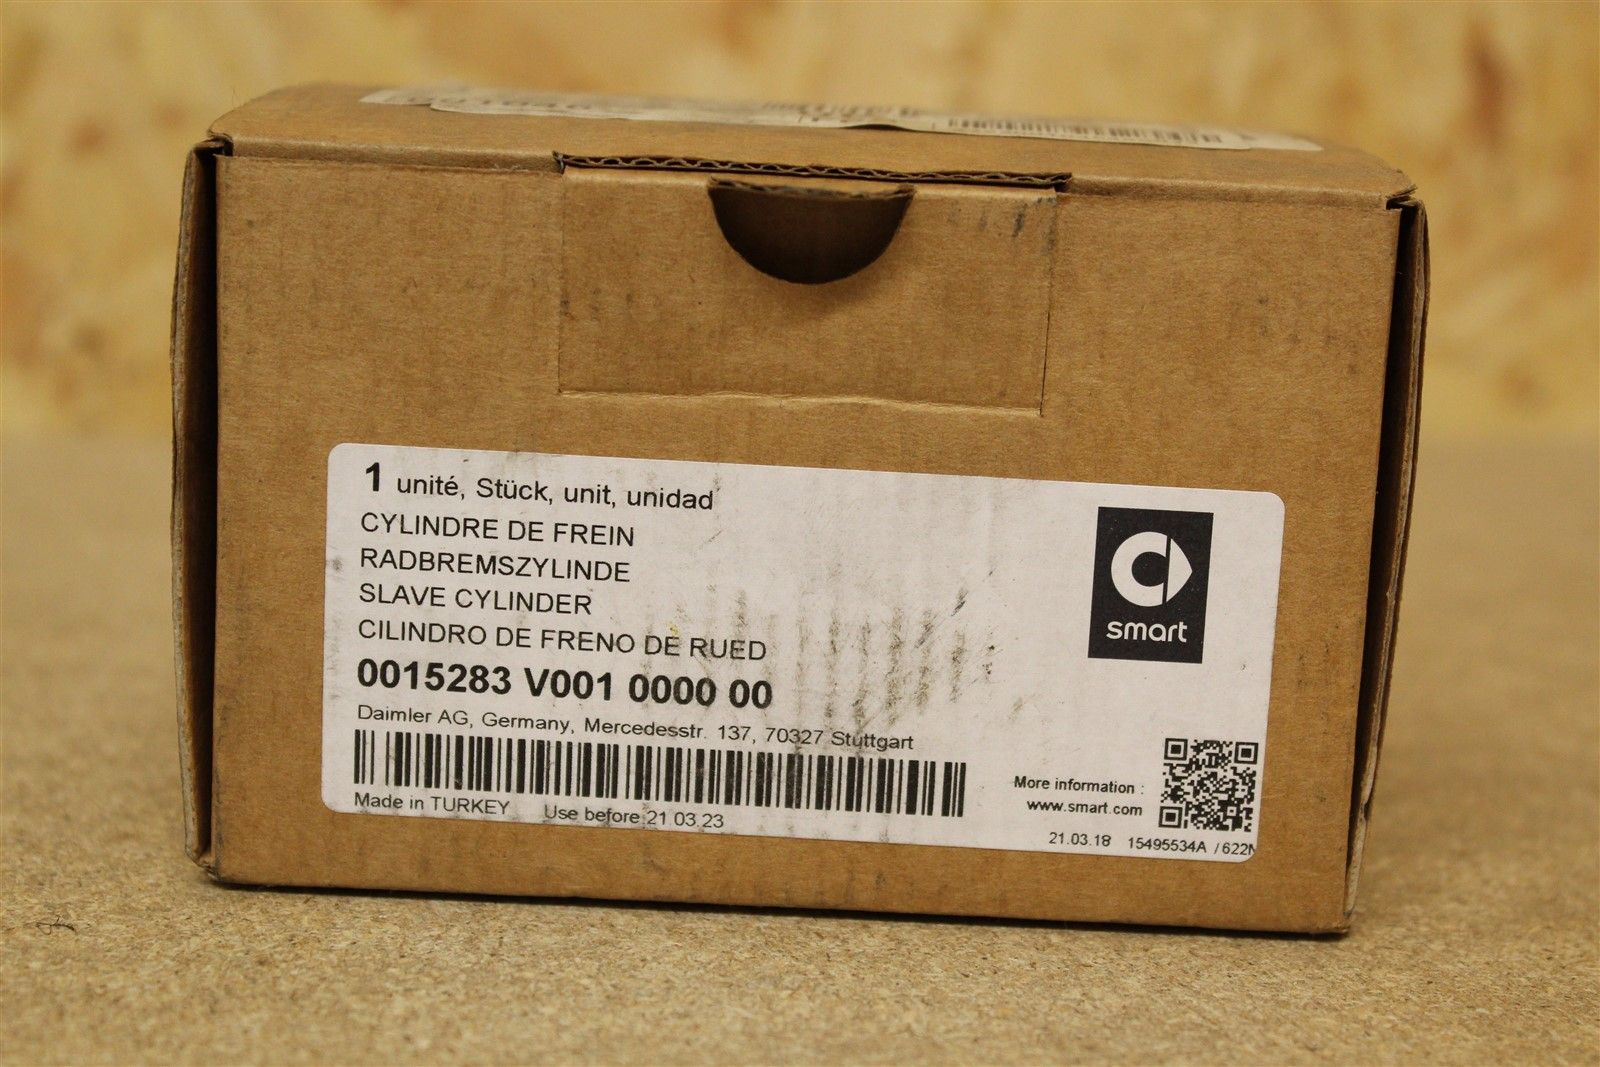 1 unité, Stück, unit, unidad
CYLINDRE DE FREIN
RADBREMSZYLINDE
SLAVE CYLINDER
CILINDRO DE FRENO DE RUED
0015283 V001 0000 00
Daimler AG, Germany, Mercedesstr. 137, 70327 Stuttgart
Made in TURKEY Use before 21 03.23
smart
More information :
www.smart.com
21.03.18 15495534A /622N